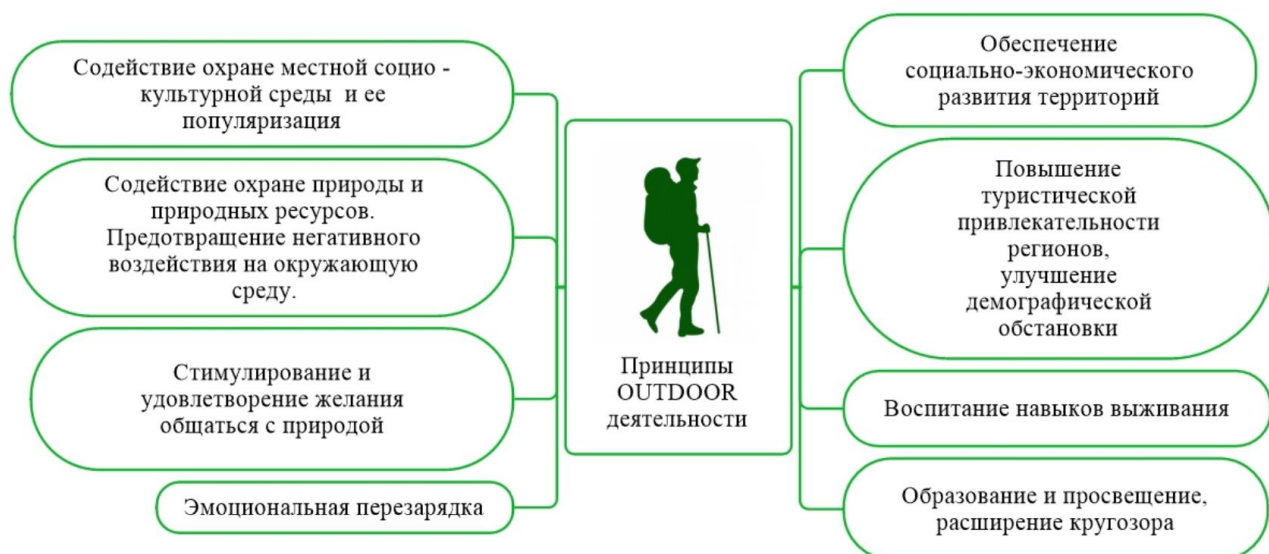 Содействие охране местной социо -
культурной среды и ее
популяризация
Содействие охране природы и
природных ресурсов.
Предотвращение негативного
воздействия на окружающую
среду.
Стимулирование и
удовлетворение желания
общаться с природой
Эмоциональная перезарядка
Принципы
OUTDOOR
деятельности
Обеспечение
социально-экономического
развития территорий
Повышение
туристической
привлекательности
регионов,
улучшение
демографической
обстановки
Воспитание навыков выживания
Образование и просвещение,
расширение кругозора